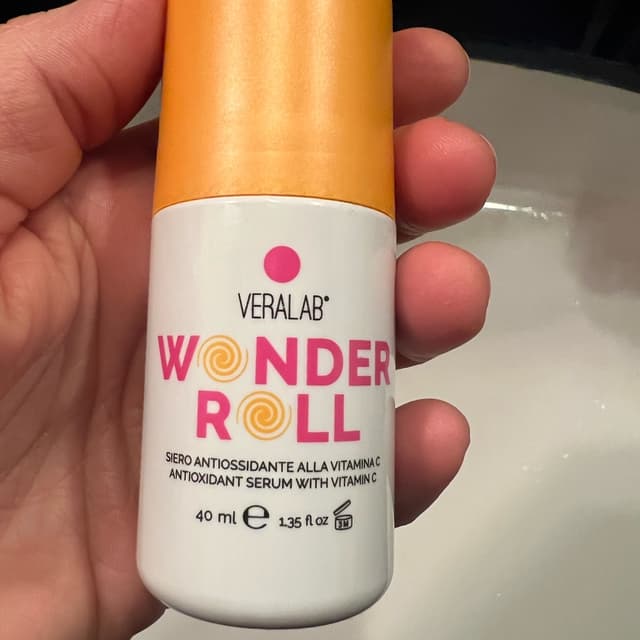 VERALAB®
WONDER
ROLL
SIERO ANTIOSSIDANTE ALLA VITAMINA C
ANTIOXIDANT SERUM WITH VITAMIN C
40 ml ℮ 1.35 fl oz 3M